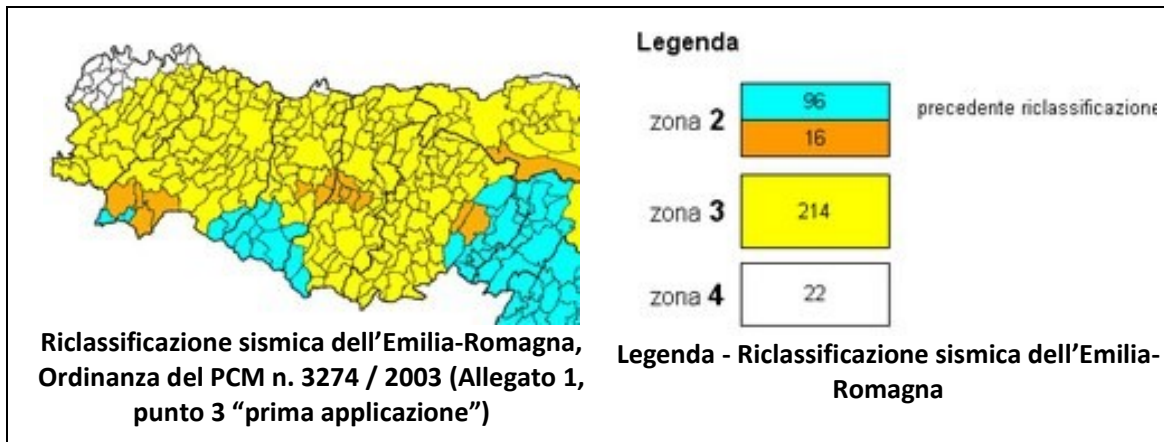 Legenda
zona 2
96
16
precedente riclassificazione
zona 3
214
zona 4
22
Riclassificazione sismica dell’Emilia-Romagna,
Ordinanza del PCM n. 3274 / 2003 (Allegato 1,
punto 3 “prima applicazione”)
Legenda - Riclassificazione sismica dell’Emilia-
Romagna